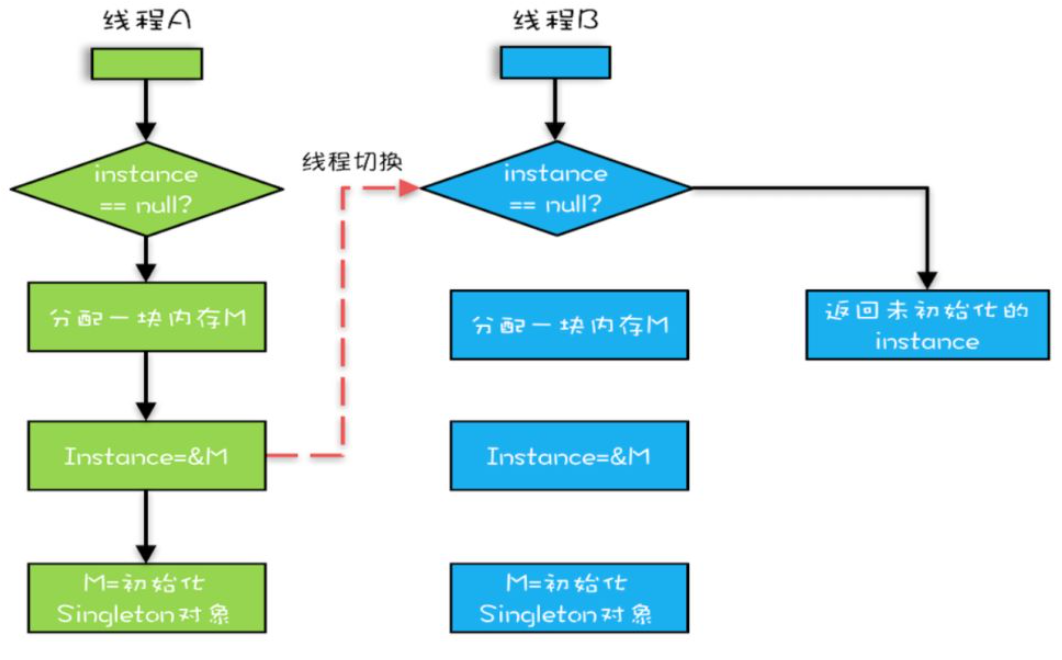 线程A
线程B
instance
== null?
线程切换
instance
== null?
分配一块内存M
分配一块内存M
返回未初始化的
instance
Instance=&M
Instance=&M
M=初始化
Singleton对象
M=初始化
Singleton对象